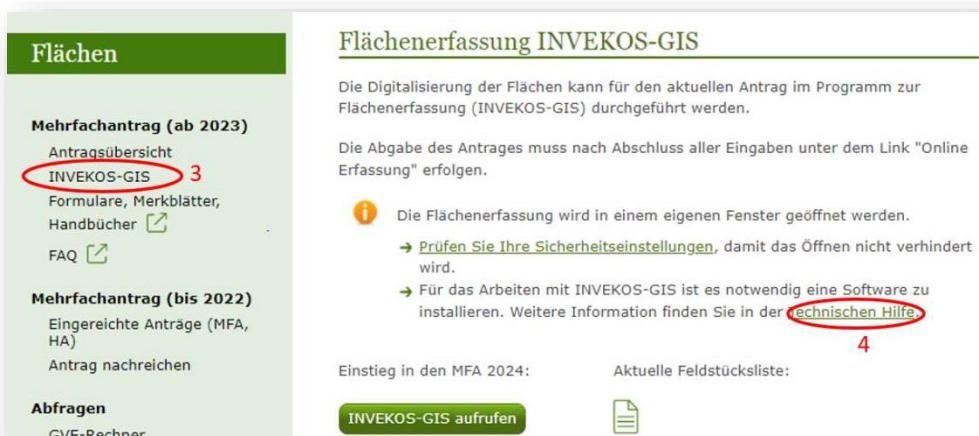 Flächen
Mehrfachantrag (ab 2023)
Antragsübersicht
INVEKOS-GIS
3
Formulare, Merkblätter,
Handbücher
FAQ
Mehrfachantrag (bis 2022)
Eingereichte Anträge (MFA,
HA)
Antrag nachreichen
Abfragen
GVE-Rechner
Flächenerfassung INVEKOS-GIS
Die Digitalisierung der Flächen kann für den aktuellen Antrag im Programm zur
Flächenerfassung (INVEKOS-GIS) durchgeführt werden.
Die Abgabe des Antrages muss nach Abschluss aller Eingaben unter dem Link "Online
Erfassung" erfolgen.
Die Flächenerfassung wird in einem eigenen Fenster geöffnet werden.
→ Prüfen Sie Ihre Sicherheitseinstellungen, damit das Öffnen nicht verhindert
wird.
→ Für das Arbeiten mit INVEKOS-GIS ist es notwendig eine Software zu
installieren. Weitere Information finden Sie in der Technischen Hilfe.
4
Einstieg in den MFA 2024:
Aktuelle Feldstücksliste:
INVEKOS-GIS aufrufen